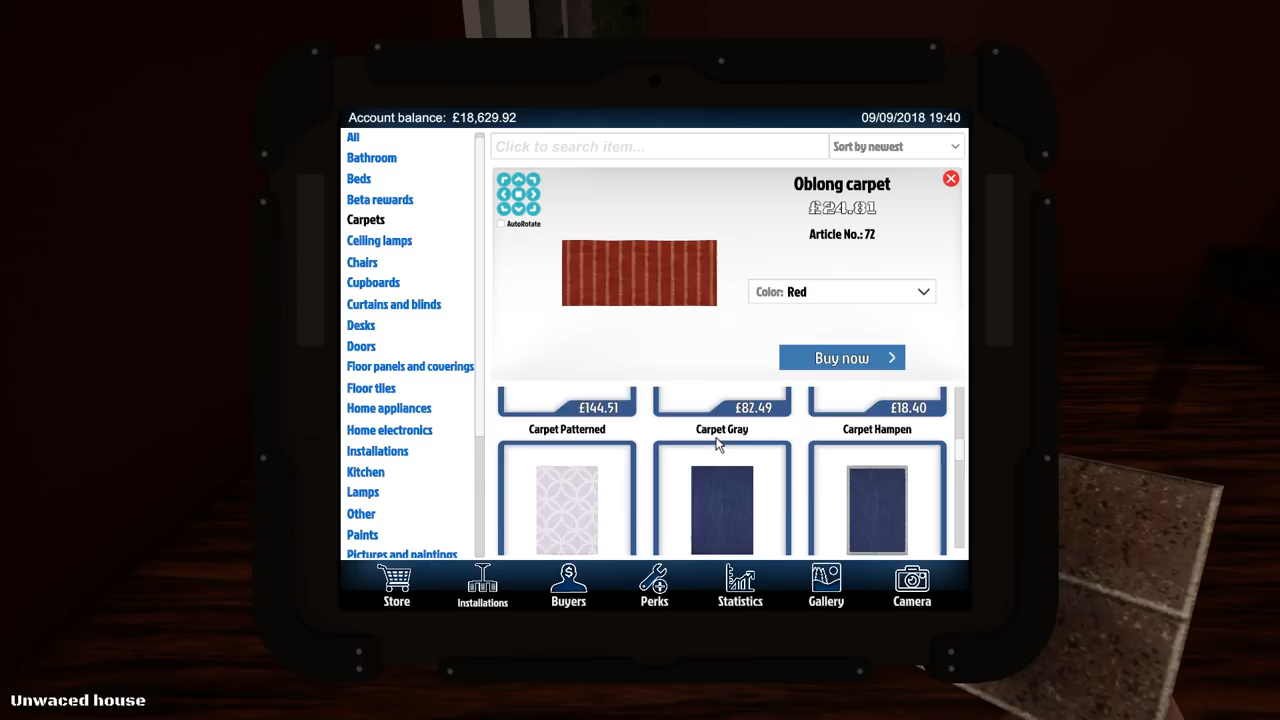 Account balance: £18,629.92
09/09/2018 19:40
All
Bathroom
Beds
Beta rewards
Carpets
Ceiling lamps
Chairs
Cupboards
Curtains and blinds
Desks
Doors
Floor panels and coverings
Floor tiles
Home appliances
Home electronics
Installations
Kitchen
Lamps
Other
Paints
Pictures and paintings
Click to search item...
Sort by newest
AutoRotate
Oblong carpet
£24.81
Article No.: 72
Color: Red
Buy now
£144.51
£82.49
£18.40
Carpet Patterned
Carpet Gray
Carpet Hampen
Store
Installations
Buyers
Perks
Statistics
Gallery
Camera
Unwaced house